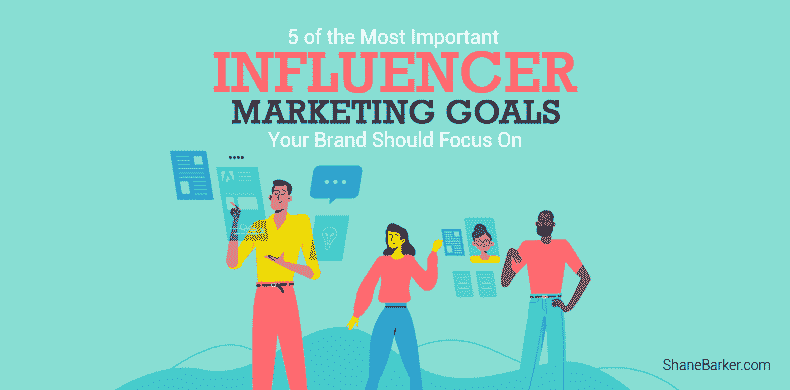 5 of the Most Important
INFLUENCER
MARKETING GOALS
Your Brand Should Focus On
ShaneBarker.com